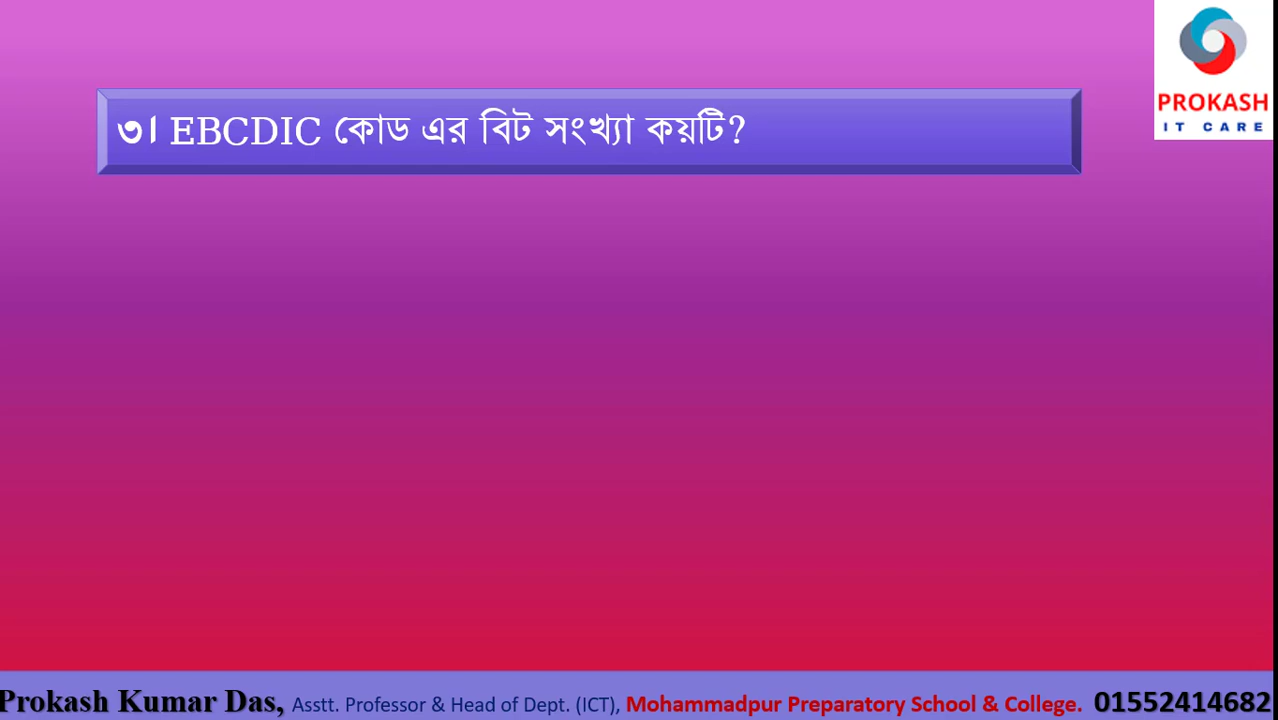 ৩। EBCDIC কোড এর বিট সংখ্যা কয়টি?
PROKASH
IT CARE
Prokash Kumar Das, Asstt. Professor & Head of Dept. (ICT), Mohammadpur Preparatory School & College. 01552414682